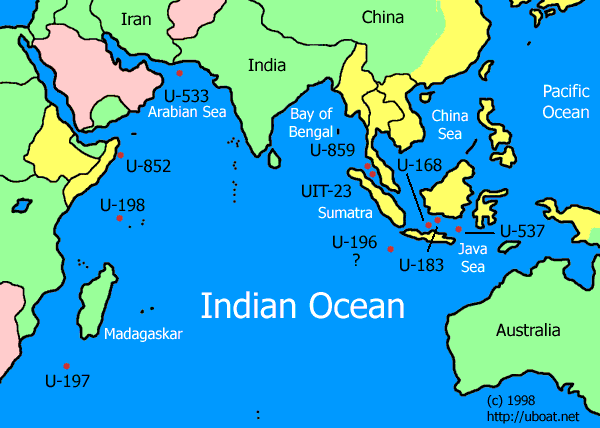 Iran
China
India
U-533
Arabian Sea
Bay of
Bengal
China
Sea
Pacific
Ocean
U-859
U-168
U-852
UIT-23
Sumatra
U-198
U-196
?
U-183
U-537
Java
Sea
Indian Ocean
Madagaskar
Australia
U-197
(c) 1998
http://uboat.net